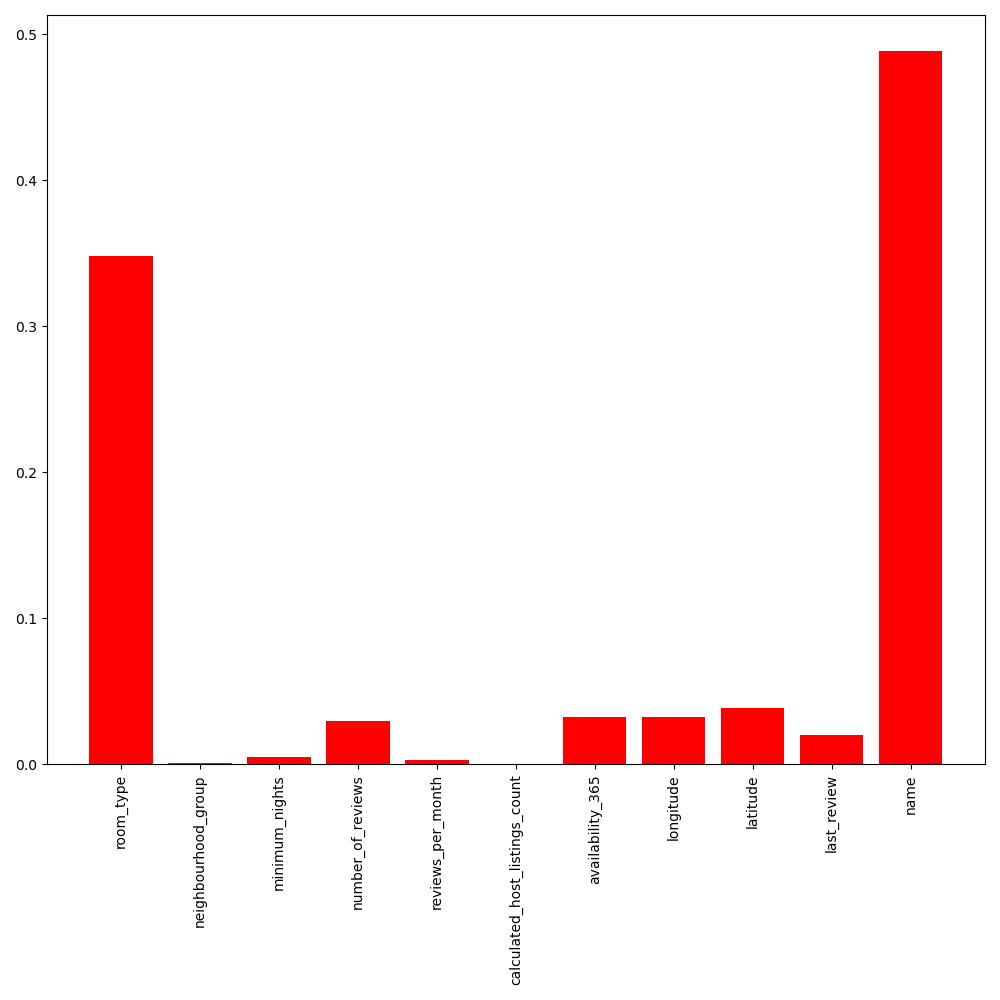 0.5
0.4
0.3
0.2
0.1
0.0
room_type
neighbourhood_group
minimum_nights
number_of_reviews
reviews_per_month
calculated_host_listings_count
availability_365
longitude
latitude
last_review
name